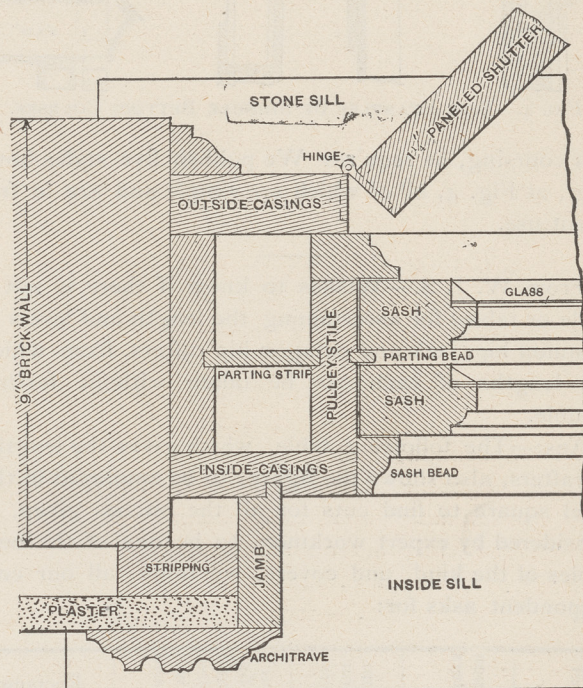 STONE SILL
1¼" PANELED SHUTTER
HINGE
OUTSIDE CASINGS
9" BRICK WALL
GLASS
SASH
PULLEY STILE
PARTING BEAD
PARTING STRIP
SASH
INSIDE CASINGS
SASH BEAD
JAMB
STRIPPING
INSIDE SILL
PLASTER
ARCHITRAVE